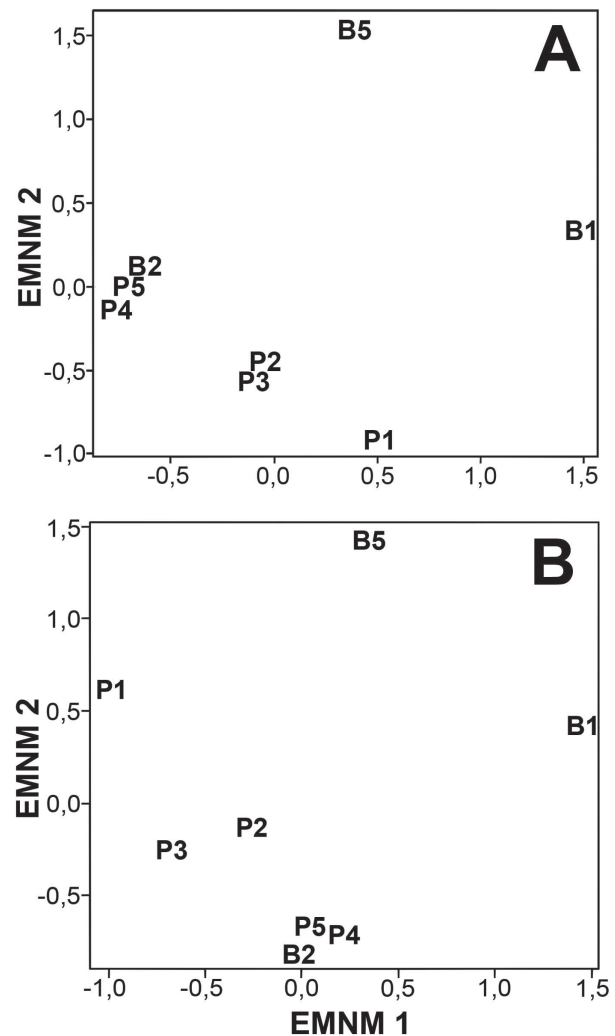 A
1,5
B5
1,0
0,5
B1
EMNM 2
B2
0,0
P5
P4
P2
-0,5
P3
P1
-1,0
-0,5 0,0 0,5 1,0 1,5
B
1,5
B5
1,0
P1
0,5
B1
EMNM 2
0,0
P2
P3
-0,5
P5
P4
B2
-1,0 -0,5 0,0 0,5 1,0 1,5
EMNM 1